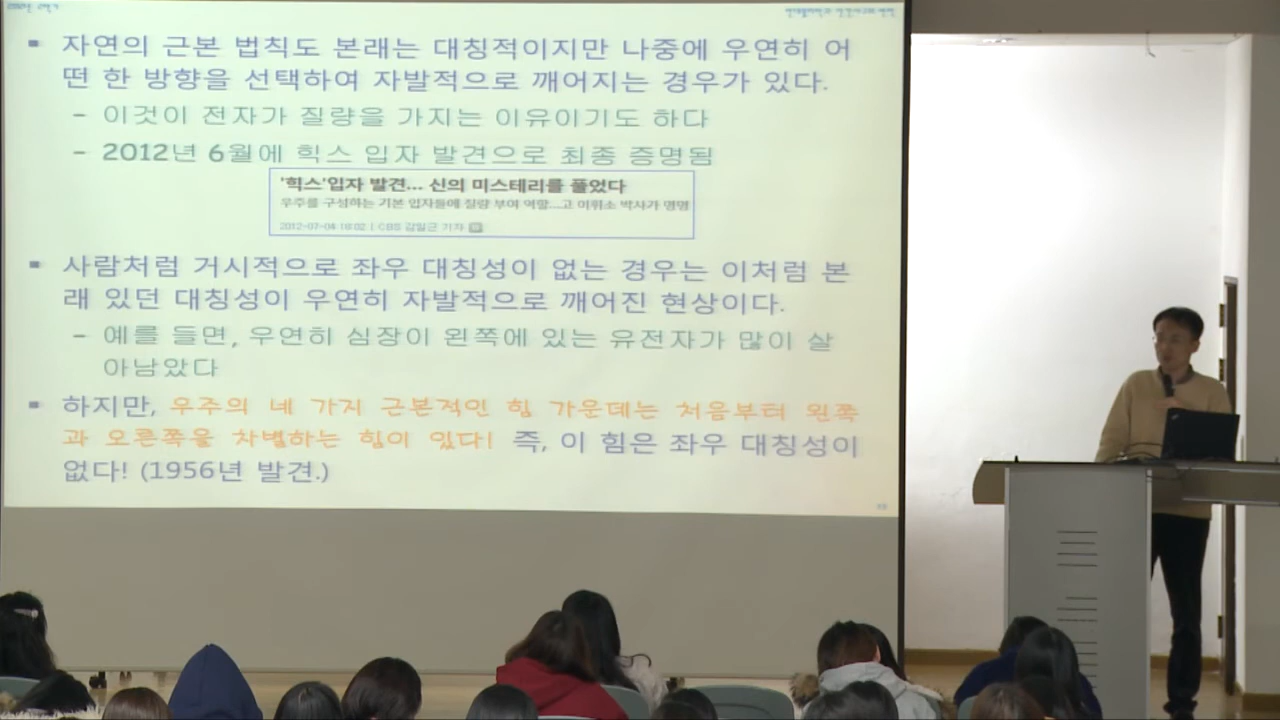 자연의 근본 법칙도 본래는 대칭적이지만 나중에 우연히 어
떤 한 방향을 선택하여 자발적으로 깨어지는 경우가 있다.
– 이것이 전자가 질량을 가지는 이유이기도 하다
– 2012년 6월에 힉스 입자 발견으로 최종 증명됨
'힉스'입자 발견... 신의 미스테리를 풀었다
우주를 구성하는 기본 입자들에 질량 부여 역할...고 이휘소 박사가 명명
2012-07-04 18:02 | CBS 기자
사람처럼 거시적으로 좌우 대칭성이 없는 경우는 이처럼 본
래 있던 대칭성이 우연히 자발적으로 깨어진 현상이다.
– 예를 들면, 우연히 심장이 왼쪽에 있는 유전자가 많이 살
아남았다
하지만, 우주의 네 가지 근본적인 힘 가운데는 처음부터 왼쪽
과 오른쪽을 차별하는 힘이 있다! 즉, 이 힘은 좌우 대칭성이
없다! (1956년 발견.)